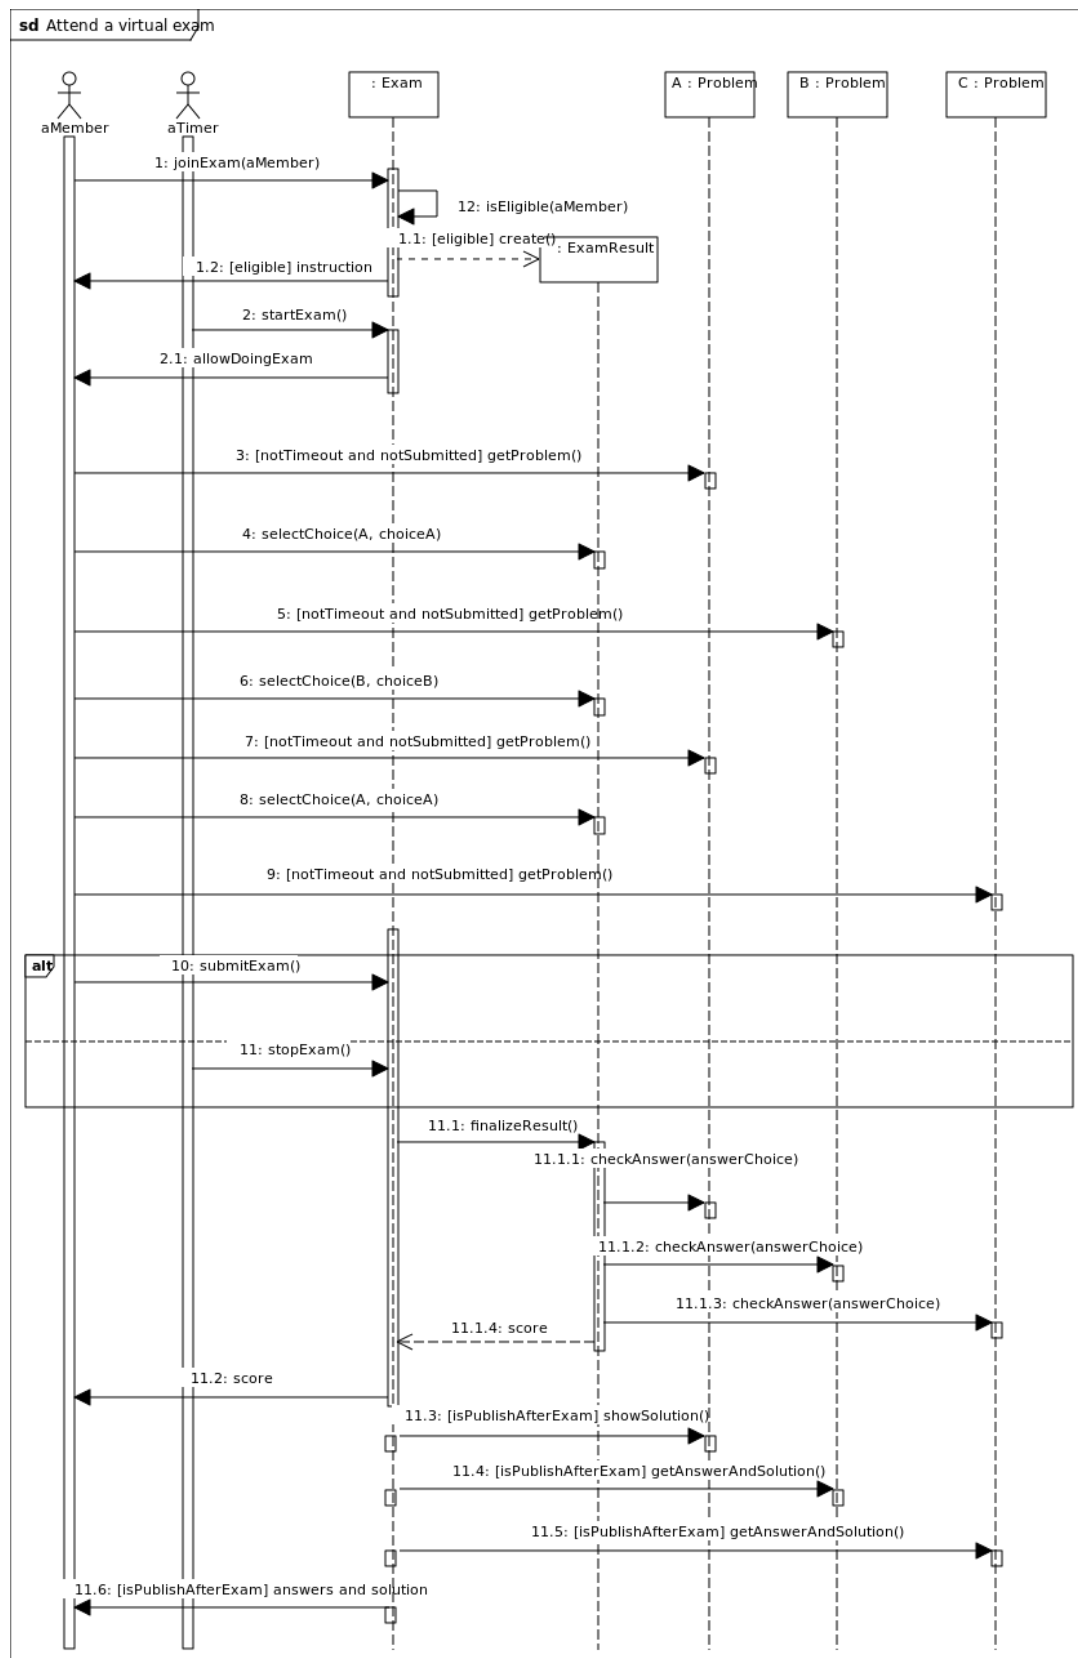 sd Attend a virtual exam
: Exam
A : Problem
B : Problem
C : Problem
aMember
aTimer
1: joinExam(aMember)
12: isEligible(aMember)
1.1: [eligible] create()
: ExamResult
1.2: [eligible] instruction
2: startExam()
2.1: allowDoingExam
3: [notTimeout and notSubmitted] getProblem()
4: selectChoice(A, choiceA)
5: [notTimeout and notSubmitted] getProblem()
6: selectChoice(B, choiceB)
7: [notTimeout and notSubmitted] getProblem()
8: selectChoice(A, choiceA)
9: [notTimeout and notSubmitted] getProblem()
alt
10: submitExam()
11: stopExam()
11.1: finalizeResult()
11.1.1: checkAnswer(answerChoice)
11.1.2: checkAnswer(answerChoice)
11.1.3: checkAnswer(answerChoice)
11.1.4: score
11.2: score
11.3: [isPublishAfterExam] showSolution()
11.4: [isPublishAfterExam] getAnswerAndSolution()
11.5: [isPublishAfterExam] getAnswerAndSolution()
11.6: [isPublishAfterExam] answers and solution